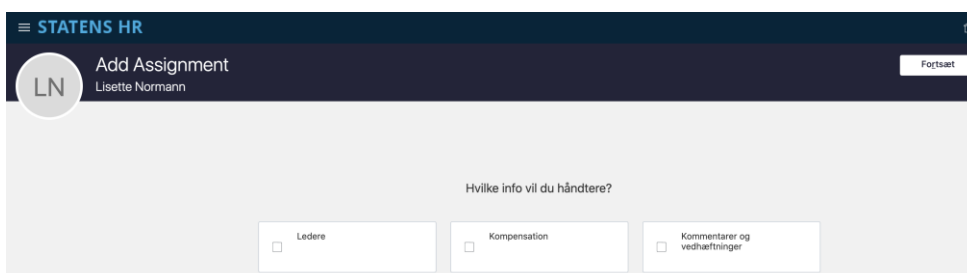 STATENS HR
Add Assignment
Lisette Normann
LN
Fortsæt
Hvilke info vil du håndtere?
Ledere
Kompensation
Kommentarer og
vedhæftninger